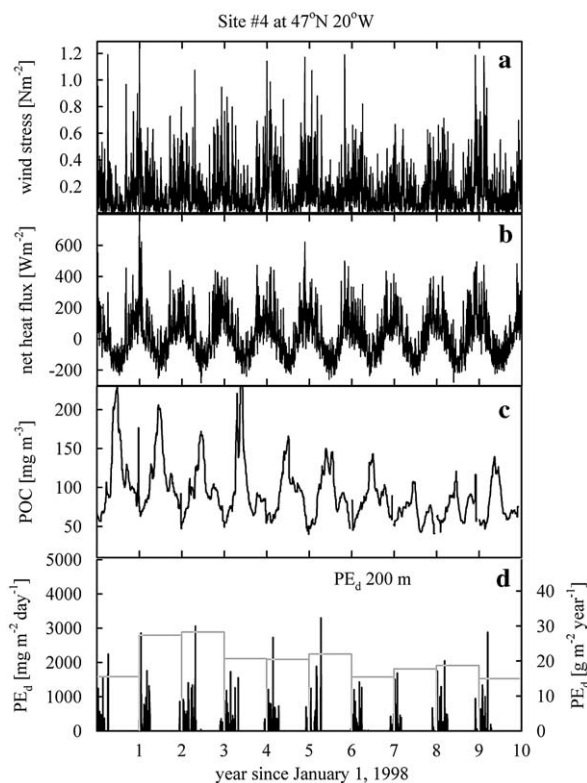 Site #4 at 47°N 20°W
a
wind stress [Nm⁻²]
1.2
1.0
0.8
0.6
0.4
0.2
b
net heat flux [Wm⁻²]
600
400
200
0
-200
c
POC [mg m⁻³]
200
150
100
50
PE_d 200 m
d
PE_d [mg m⁻² day⁻¹]
5000
4000
3000
2000
1000
0
40
30
20
10
0
PE_d [g m⁻² year⁻¹]
1 2 3 4 5 6 7 8 9 10
year since January 1, 1998